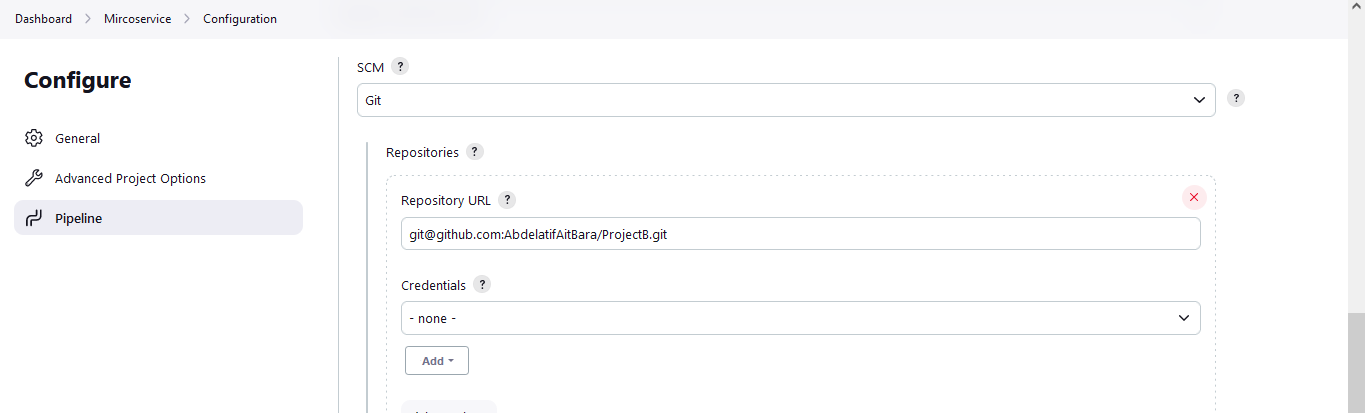 Dashboard > Mircoservice > Configuration
Configure
General
Advanced Project Options
Pipeline
SCM ?
Git
?
Repositories ?
Repository URL ?
git@github.com:AbdelatifAitBara/ProjectB.git
Credentials ?
- none -
Add